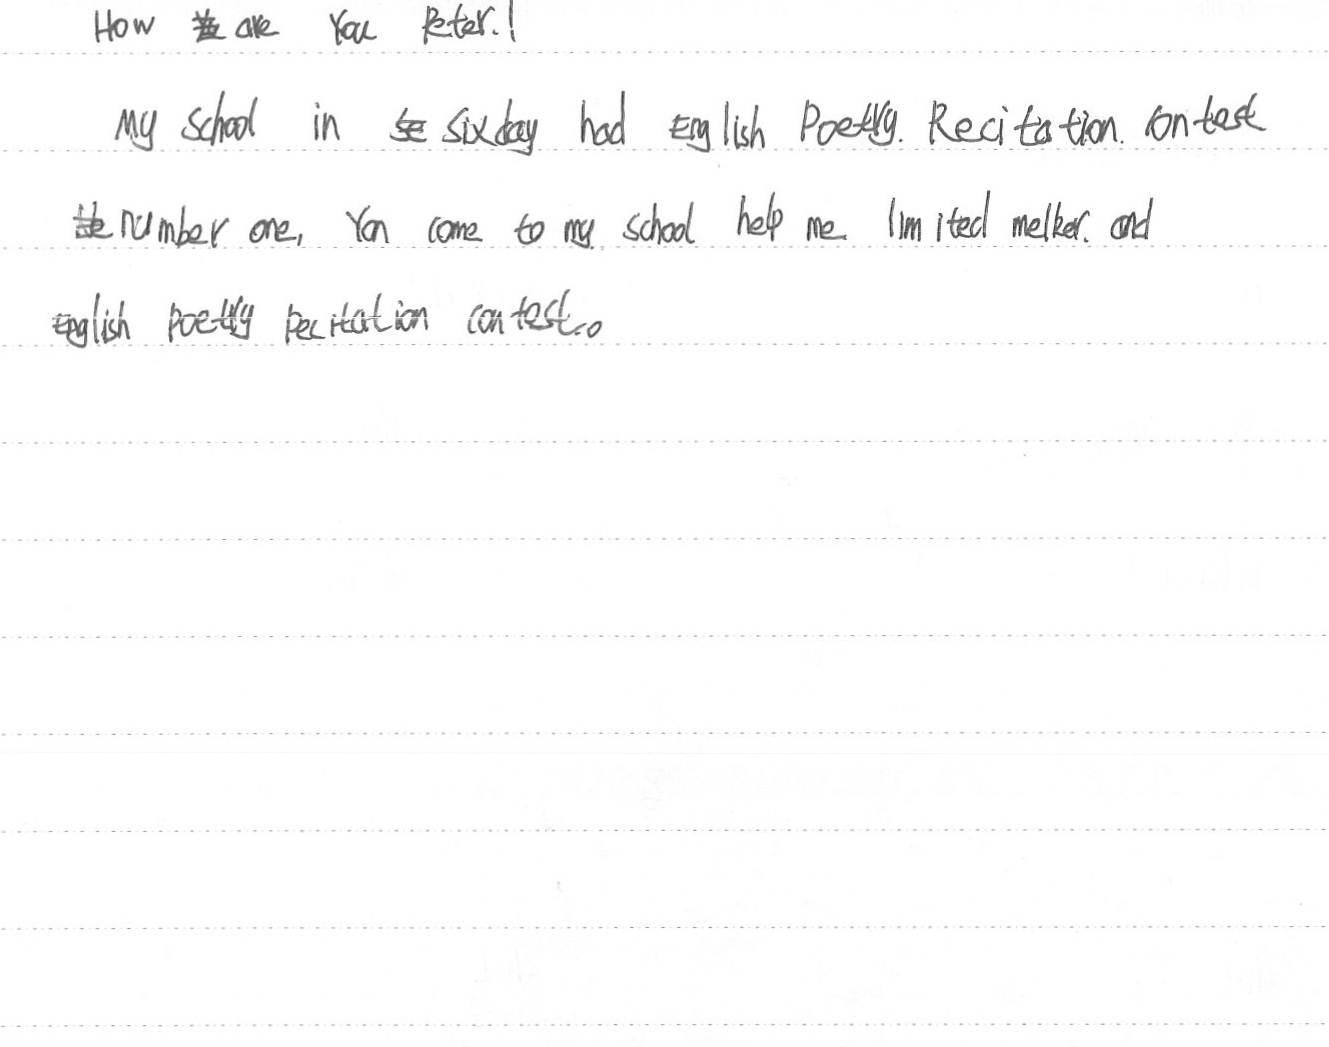 How are you Peter.!
My school in sixday had English Poetry. Recitation. Contest
number one, You come to my school help me limited melker. and
English poetry recitation contest.。